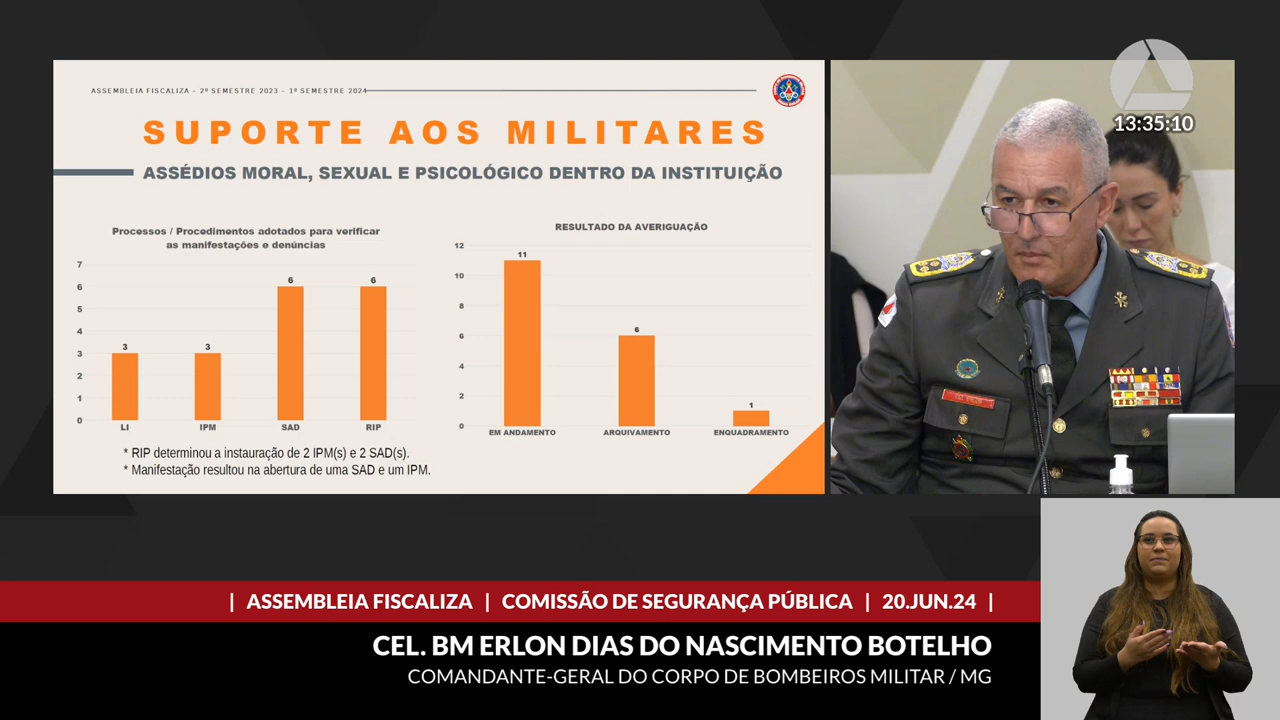 ASSEMBLEIA FISCALIZA - 2º SEMESTRE 2023 - 1º SEMESTRE 2024
SUPORTE AOS MILITARES
ASSÉDIOS MORAL, SEXUAL E PSICOLÓGICO DENTRO DA INSTITUIÇÃO
Processos / Procedimentos adotados para verificar
as manifestações e denúncias
7
6
5
4
3
2
1
0
3
3
6
6
LI
IPM
SAD
RIP
RESULTADO DA AVERIGUAÇÃO
12
10
8
6
4
2
0
11
6
1
EM ANDAMENTO
ARQUIVAMENTO
ENQUADRAMENTO
* RIP determinou a instauração de 2 IPM(s) e 2 SAD(s).
* Manifestação resultou na abertura de uma SAD e um IPM.
13:35:10
| ASSEMBLEIA FISCALIZA | COMISSÃO DE SEGURANÇA PÚBLICA | 20.JUN.24 |
CEL. BM ERLON DIAS DO NASCIMENTO BOTELHO
COMANDANTE-GERAL DO CORPO DE BOMBEIROS MILITAR / MG